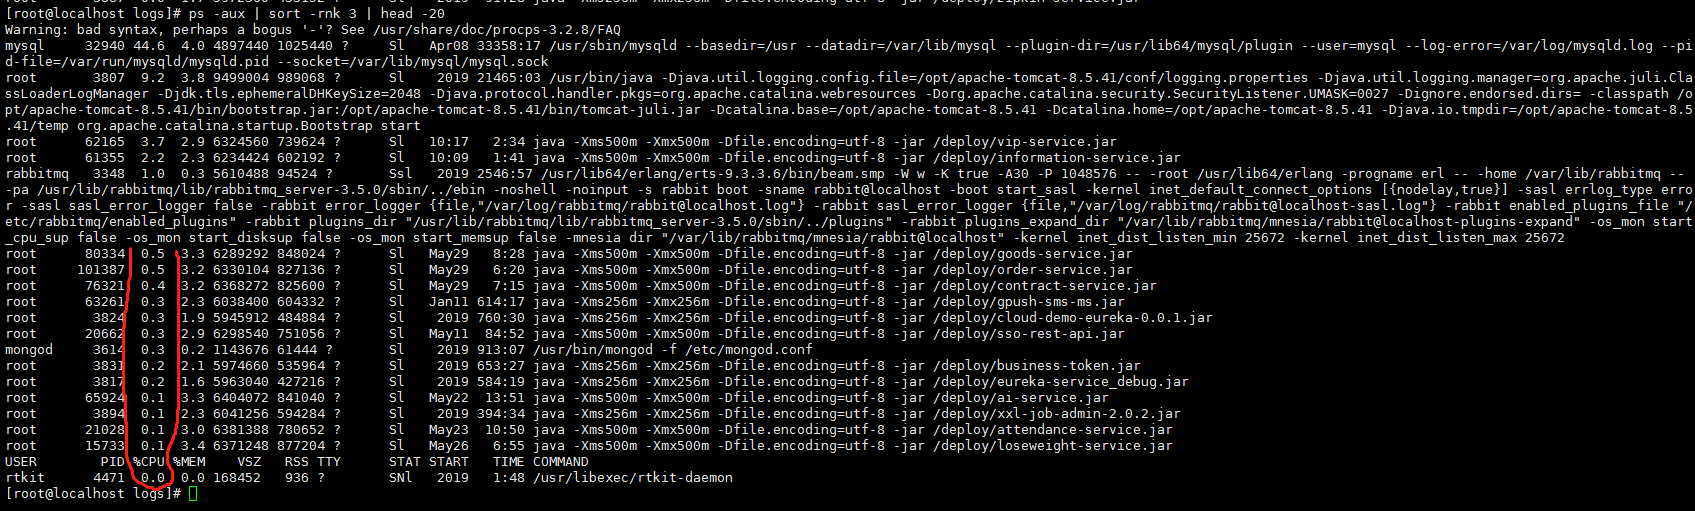 [root@localhost logs]# ps -aux | sort -rnk 3 | head -20
Warning: bad syntax, perhaps a bogus '-'? See /usr/share/doc/procps-3.2.8/FAQ
mysql     32940 44.6  4.0 4897440 1025440 ?     Sl   Apr08 33358:17 /usr/sbin/mysqld --basedir=/usr --datadir=/var/lib/mysql --plugin-dir=/usr/lib64/mysql/plugin --user=mysql --log-error=/var/log/mysqld.log --pi
d-file=/var/run/mysqld/mysqld.pid --socket=/var/lib/mysql/mysql.sock
root       3807  9.2  3.8 9499004 989068 ?      Sl    2019 21465:03 /usr/bin/java -Djava.util.logging.config.file=/opt/apache-tomcat-8.5.41/conf/logging.properties -Djava.util.logging.manager=org.apache.juli.Cla
ssLoaderLogManager -Djdk.tls.ephemeralDHKeySize=2048 -Djava.protocol.handler.pkgs=org.apache.catalina.webresources -Dorg.apache.catalina.security.SecurityListener.UMASK=0027 -Dignore.endorsed.dirs= -classpath /o
pt/apache-tomcat-8.5.41/bin/bootstrap.jar:/opt/apache-tomcat-8.5.41/bin/tomcat-juli.jar -Dcatalina.base=/opt/apache-tomcat-8.5.41 -Dcatalina.home=/opt/apache-tomcat-8.5.41 -Djava.io.tmpdir=/opt/apache-tomcat-8.5
.41/temp org.apache.catalina.startup.Bootstrap start
root      62165  3.7  2.9 6324560 739624 ?      Sl   10:17   2:34 java -Xms500m -Xmx500m -Dfile.encoding=utf-8 -jar /deploy/vip-service.jar
root      61355  2.2  2.3 6234424 602192 ?      Sl   10:09   1:41 java -Xms500m -Xmx500m -Dfile.encoding=utf-8 -jar /deploy/information-service.jar
rabbitmq   3348  1.0  0.3 5610488 94524 ?       Ssl   2019 2546:57 /usr/lib64/erlang/erts-9.3.3.6/bin/beam.smp -W w -K true -A30 -P 1048576 -- -root /usr/lib64/erlang -progname erl -- -home /var/lib/rabbitmq --
-pa /usr/lib/rabbitmq/lib/rabbitmq_server-3.5.0/sbin/../ebin -noshell -noinput -s rabbit boot -sname rabbit@localhost -boot start_sasl -kernel inet_default_connect_options [{nodelay,true}] -sasl errlog_type erro
r -sasl sasl_error_logger false -rabbit error_logger {file,"/var/log/rabbitmq/rabbit@localhost.log"} -rabbit sasl_error_logger {file,"/var/log/rabbitmq/rabbit@localhost-sasl.log"} -rabbit enabled_plugins_file "/
etc/rabbitmq/enabled_plugins" -rabbit plugins_dir "/usr/lib/rabbitmq/lib/rabbitmq_server-3.5.0/sbin/../plugins" -rabbit plugins_expand_dir "/var/lib/rabbitmq/mnesia/rabbit@localhost-plugins-expand" -os_mon start
_cpu_sup false -os_mon start_disksup false -os_mon start_memsup false -mnesia dir "/var/lib/rabbitmq/mnesia/rabbit@localhost" -kernel inet_dist_listen_min 25672 -kernel inet_dist_listen_max 25672
root      80334  0.5  3.3 6289292 848024 ?      Sl   May29   8:28 java -Xms500m -Xmx500m -Dfile.encoding=utf-8 -jar /deploy/goods-service.jar
root     101387  0.5  3.2 6330104 827136 ?      Sl   May29   6:20 java -Xms500m -Xmx500m -Dfile.encoding=utf-8 -jar /deploy/order-service.jar
root      76321  0.4  3.2 6368272 825600 ?      Sl   May29   7:15 java -Xms500m -Xmx500m -Dfile.encoding=utf-8 -jar /deploy/contract-service.jar
root      63261  0.3  2.3 6038400 604332 ?      Sl   Jan11 614:17 java -Xms256m -Xmx256m -Dfile.encoding=utf-8 -jar /deploy/gpush-sms-ms.jar
root       3824  0.3  1.9 5945912 484884 ?      Sl    2019 760:30 java -Xms256m -Xmx256m -Dfile.encoding=utf-8 -jar /deploy/cloud-demo-eureka-0.0.1.jar
root      20662  0.3  2.9 6298540 751056 ?      Sl   May11  84:52 java -Xms500m -Xmx500m -Dfile.encoding=utf-8 -jar /deploy/sso-rest-api.jar
mongod     3614  0.3  0.2 1143676 61444 ?       Sl    2019 913:07 /usr/bin/mongod -f /etc/mongod.conf
root       3831  0.2  2.1 5974660 535964 ?      Sl    2019 653:27 java -Xms256m -Xmx256m -Dfile.encoding=utf-8 -jar /deploy/business-token.jar
root       3817  0.2  1.6 5963040 427216 ?      Sl    2019 584:19 java -Xms256m -Xmx256m -Dfile.encoding=utf-8 -jar /deploy/eureka-service_debug.jar
root      65924  0.1  3.3 6404072 841040 ?      Sl   May22  13:51 java -Xms500m -Xmx500m -Dfile.encoding=utf-8 -jar /deploy/ai-service.jar
root       3894  0.1  2.3 6041256 594284 ?      Sl    2019 394:34 java -Xms256m -Xmx256m -Dfile.encoding=utf-8 -jar /deploy/xxl-job-admin-2.0.2.jar
root      21028  0.1  3.0 6381388 780652 ?      Sl   May23  10:50 java -Xms500m -Xmx500m -Dfile.encoding=utf-8 -jar /deploy/attendance-service.jar
root      15733  0.1  3.4 6371248 877204 ?      Sl   May26   6:55 java -Xms500m -Xmx500m -Dfile.encoding=utf-8 -jar /deploy/loseweight-service.jar
USER        PID %CPU %MEM    VSZ   RSS TTY      STAT START   TIME COMMAND
rtkit      4471  0.0  0.0 168452   936 ?        SNl   2019   1:48 /usr/libexec/rtkit-daemon
[root@localhost logs]#